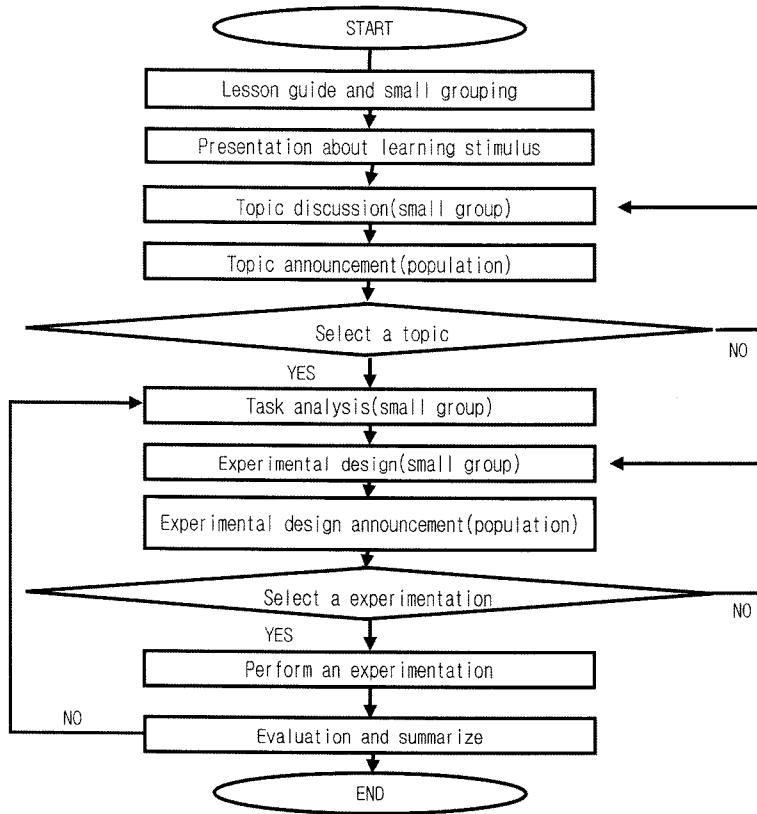 START
Lesson guide and small grouping
Presentation about learning stimulus
Topic discussion(small group)
Topic announcement(population)
Select a topic
NO
YES
Task analysis(small group)
Experimental design(small group)
Experimental design announcement(population)
Select a experimentation
NO
YES
Perform an experimentation
NO
Evaluation and summarize
END